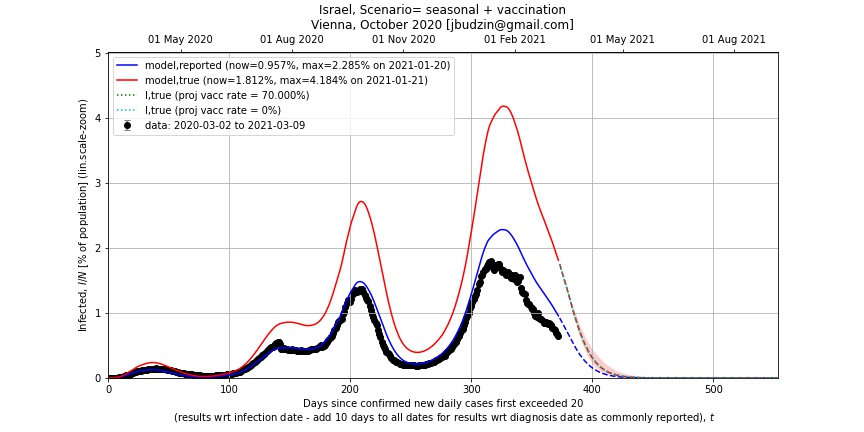 Israel, Scenario= seasonal + vaccination
Vienna, October 2020 [jbudzin@gmail.com]
01 May 2020 01 Aug 2020 01 Nov 2020 01 Feb 2021 01 May 2021 01 Aug 2021
model,reported (now=0.957%, max=2.285% on 2021-01-20)
model,true (now=1.812%, max=4.184% on 2021-01-21)
I,true (proj vacc rate = 70.000%)
I,true (proj vacc rate = 0%)
data: 2020-03-02 to 2021-03-09
Infected, I/N [% of population] (lin.scale-zoom)
5
4
3
2
1
0
0 100 200 300 400 500
Days since confirmed new daily cases first exceeded 20
(results wrt infection date - add 10 days to all dates for results wrt diagnosis date as commonly reported), t